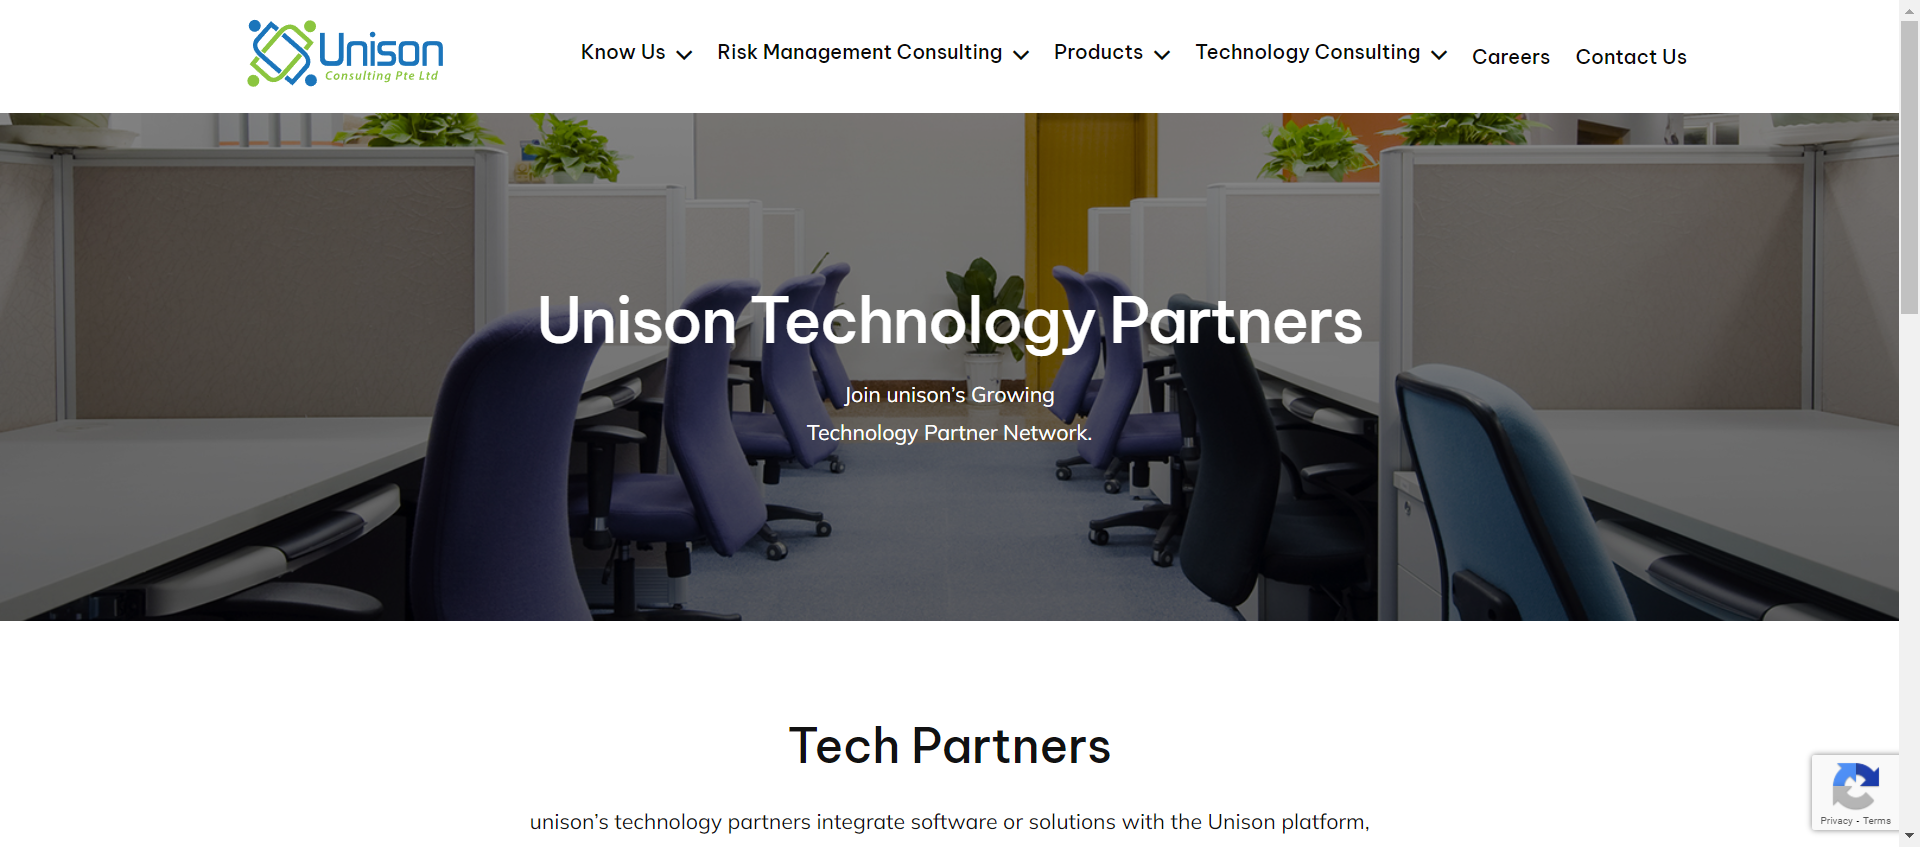 Unison
Consulting Pte Ltd
Know Us
Risk Management Consulting
Products
Technology Consulting
Careers
Contact Us
Unison Technology Partners
Join unison’s Growing
Technology Partner Network.
Tech Partners
unison’s technology partners integrate software or solutions with the Unison platform,
Privacy - Terms